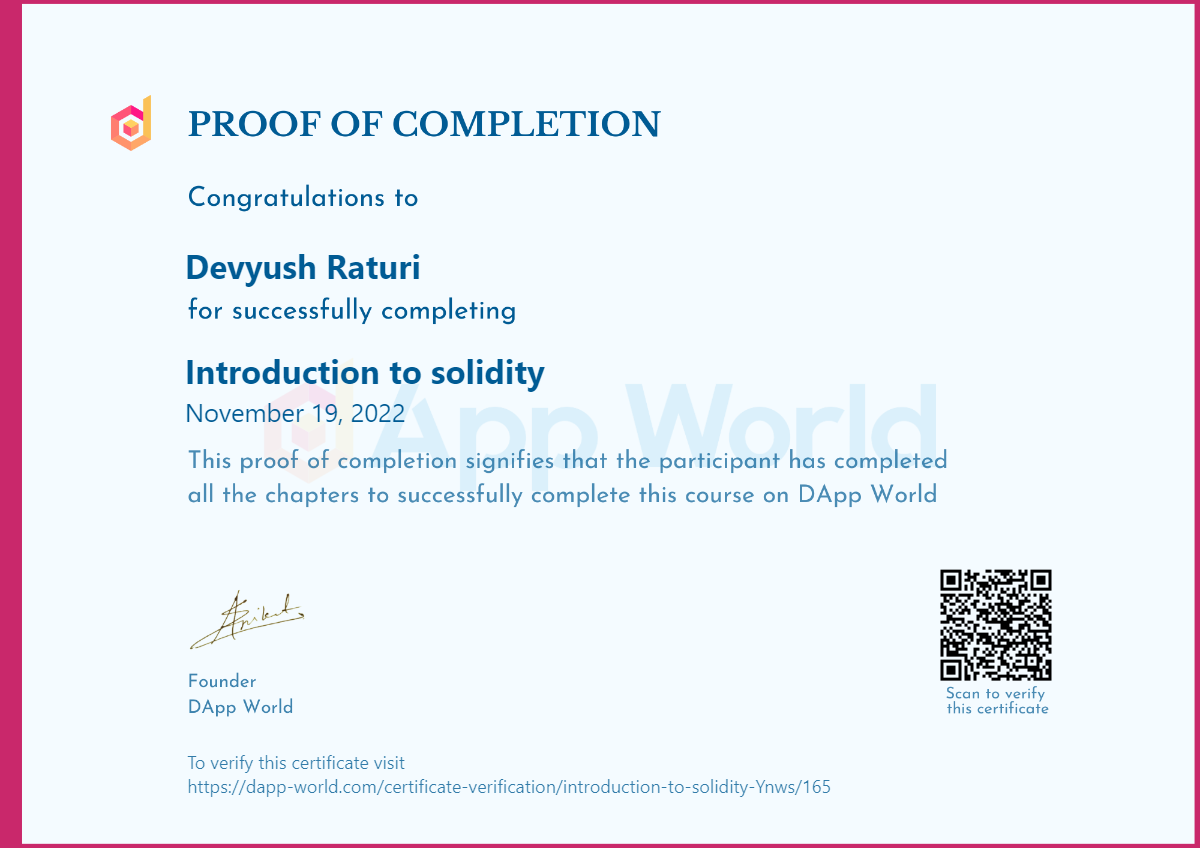 PROOF OF COMPLETION
Congratulations to
Devyush Raturi
for successfully completing
Introduction to solidity
November 19, 2022
App World
This proof of completion signifies that the participant has completed
all the chapters to successfully complete this course on DApp World
Founder
DApp World
Scan to verify
this certificate
To verify this certificate visit
https://dapp-world.com/certificate-verification/introduction-to-solidity-Ynws/165